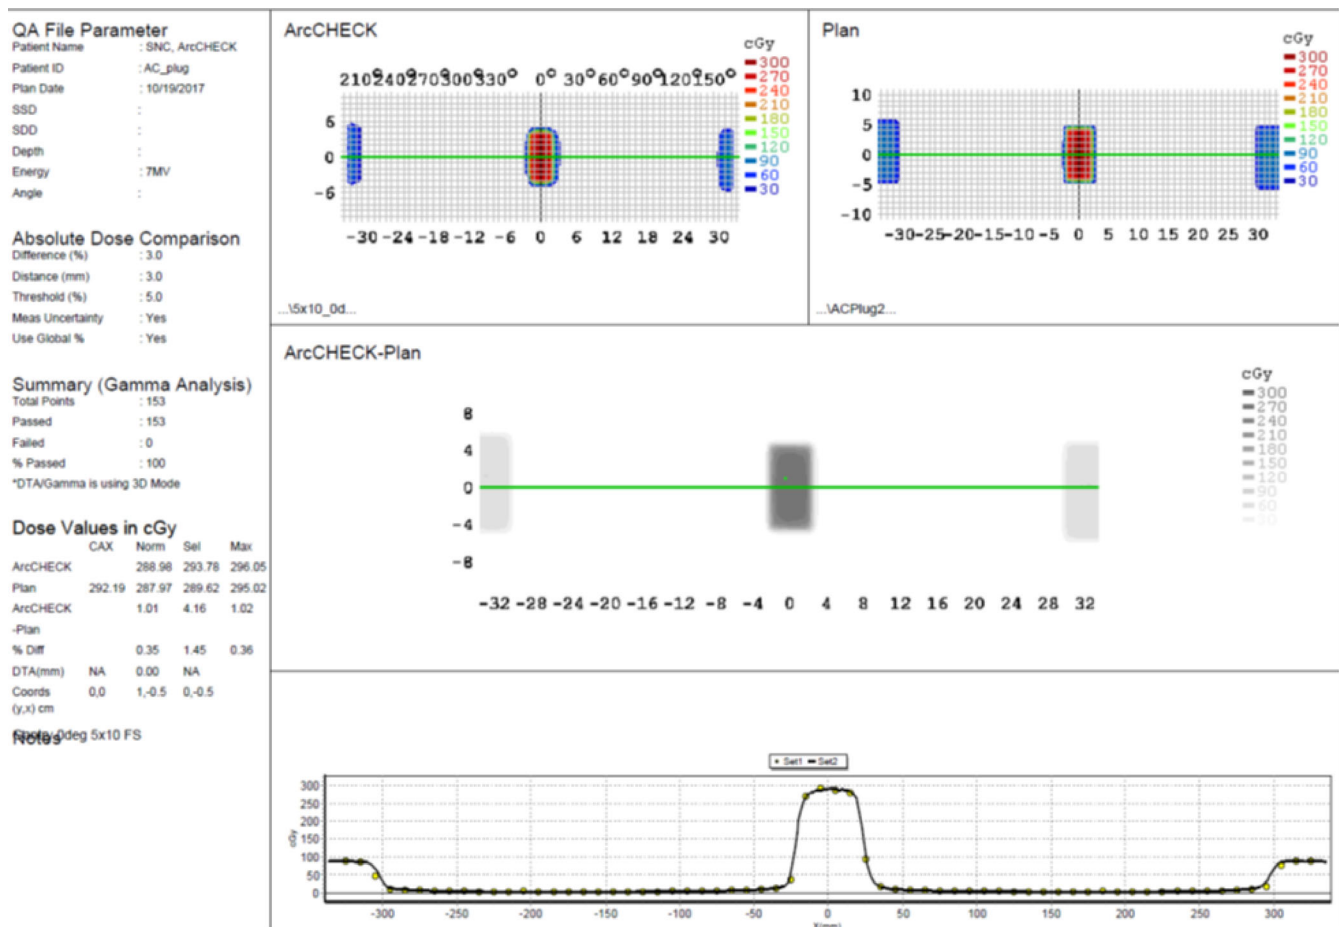 QA File Parameter
Patient Name : SNC, ArcCHECK
Patient ID : AC_plug
Plan Date : 10/19/2017
SSD :
SDD :
Depth :
Energy : 7MV
Angle :
Absolute Dose Comparison
Difference (%) : 3.0
Distance (mm) : 3.0
Threshold (%) : 5.0
Meas Uncertainty : Yes
Use Global % : Yes
Summary (Gamma Analysis)
Total Points : 153
Passed : 153
Failed : 0
% Passed : 100
*DTA/Gamma is using 3D Mode
Dose Values in cGy
CAX Norm Sel Max
ArcCHECK 288.98 293.78 296.05
Plan 292.19 287.97 289.62 295.02
ArcCHECK 1.01 4.16 1.02
-Plan
% Diff 0.35 1.45 0.36
DTA(mm) NA 0.00 NA
Coords 0,0 1,-0.5 0,-0.5
(y,x) cm
Notes
0deg 5x10 FS
ArcCHECK
cGy
210° 240° 270° 300° 330° 0° 30° 60° 90° 120° 150°
300
270
240
210
180
150
120
90
60
30
5
0
-5
-30 -24 -18 -12 -6 0 6 12 18 24 30
...\5x10_0d...
Plan
cGy
300
270
240
210
180
150
120
90
60
30
10
5
0
-5
-10
-30 -25 -20 -15 -10 -5 0 5 10 15 20 25 30
...\ACPlug2...
ArcCHECK-Plan
cGy
300
270
240
210
180
150
120
90
60
30
8
4
0
-4
-8
-32 -28 -24 -20 -16 -12 -8 -4 0 4 8 12 16 20 24 28 32
Set1 Set2
300
250
200
150
100
50
0
cGy
-300 -250 -200 -150 -100 -50 0 50 100 150 200 250 300
X(mm)